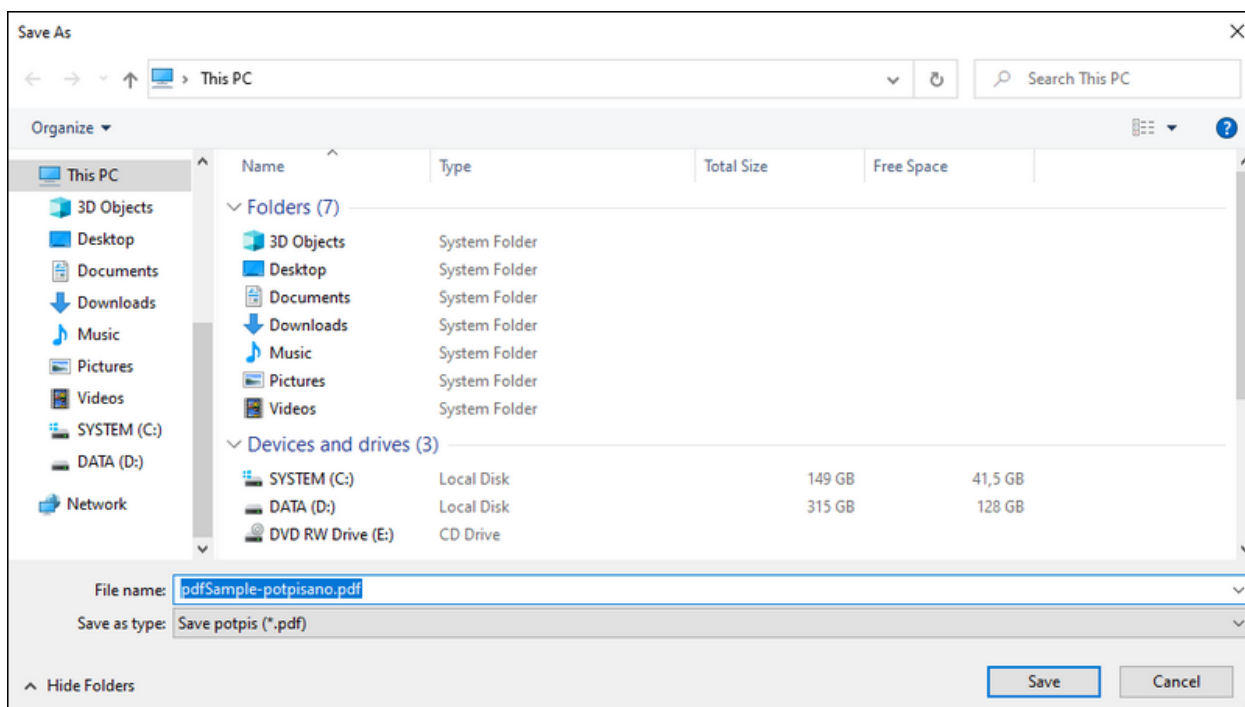 Save As
This PC
Search This PC
Organize
This PC
3D Objects
Desktop
Documents
Downloads
Music
Pictures
Videos
SYSTEM (C:)
DATA (D:)
Network
Name Type Total Size Free Space
Folders (7)
3D Objects System Folder
Desktop System Folder
Documents System Folder
Downloads System Folder
Music System Folder
Pictures System Folder
Videos System Folder
Devices and drives (3)
SYSTEM (C:) Local Disk 149 GB 41,5 GB
DATA (D:) Local Disk 315 GB 128 GB
DVD RW Drive (E:) CD Drive
File name: pdfSample-potpisano.pdf
Save as type: Save potpis (*.pdf)
Hide Folders
Save
Cancel